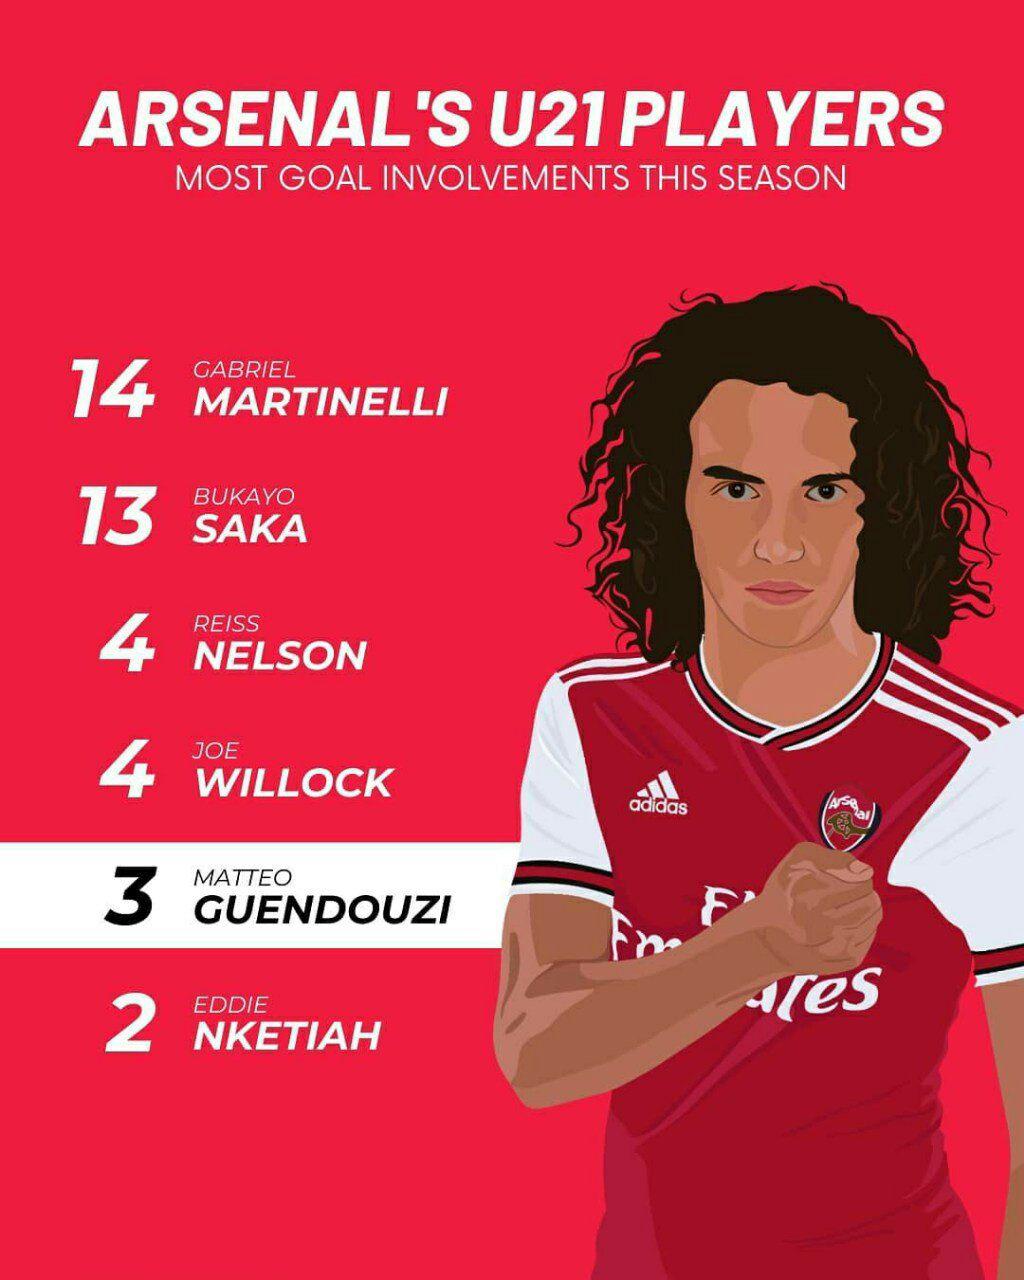 ARSENAL'S U21 PLAYERS
MOST GOAL INVOLVEMENTS THIS SEASON
14 GABRIEL
MARTINELLI
13 BUKAYO
SAKA
4 REISS
NELSON
4 JOE
WILLOCK
3 MATTEO
GUENDOUZI
2 EDDIE
NKETIAH
adidas
Arsenal